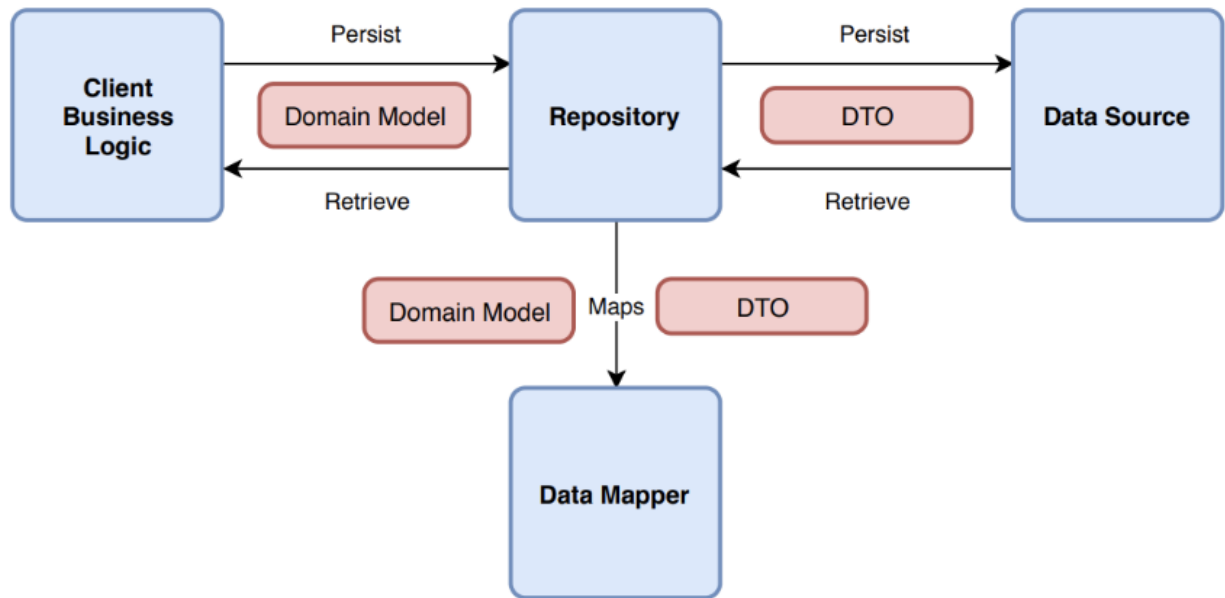 Persist
Persist
Client
Business
Logic
Domain Model
Repository
DTO
Data Source
Retrieve
Retrieve
Domain Model
Maps
DTO
Data Mapper